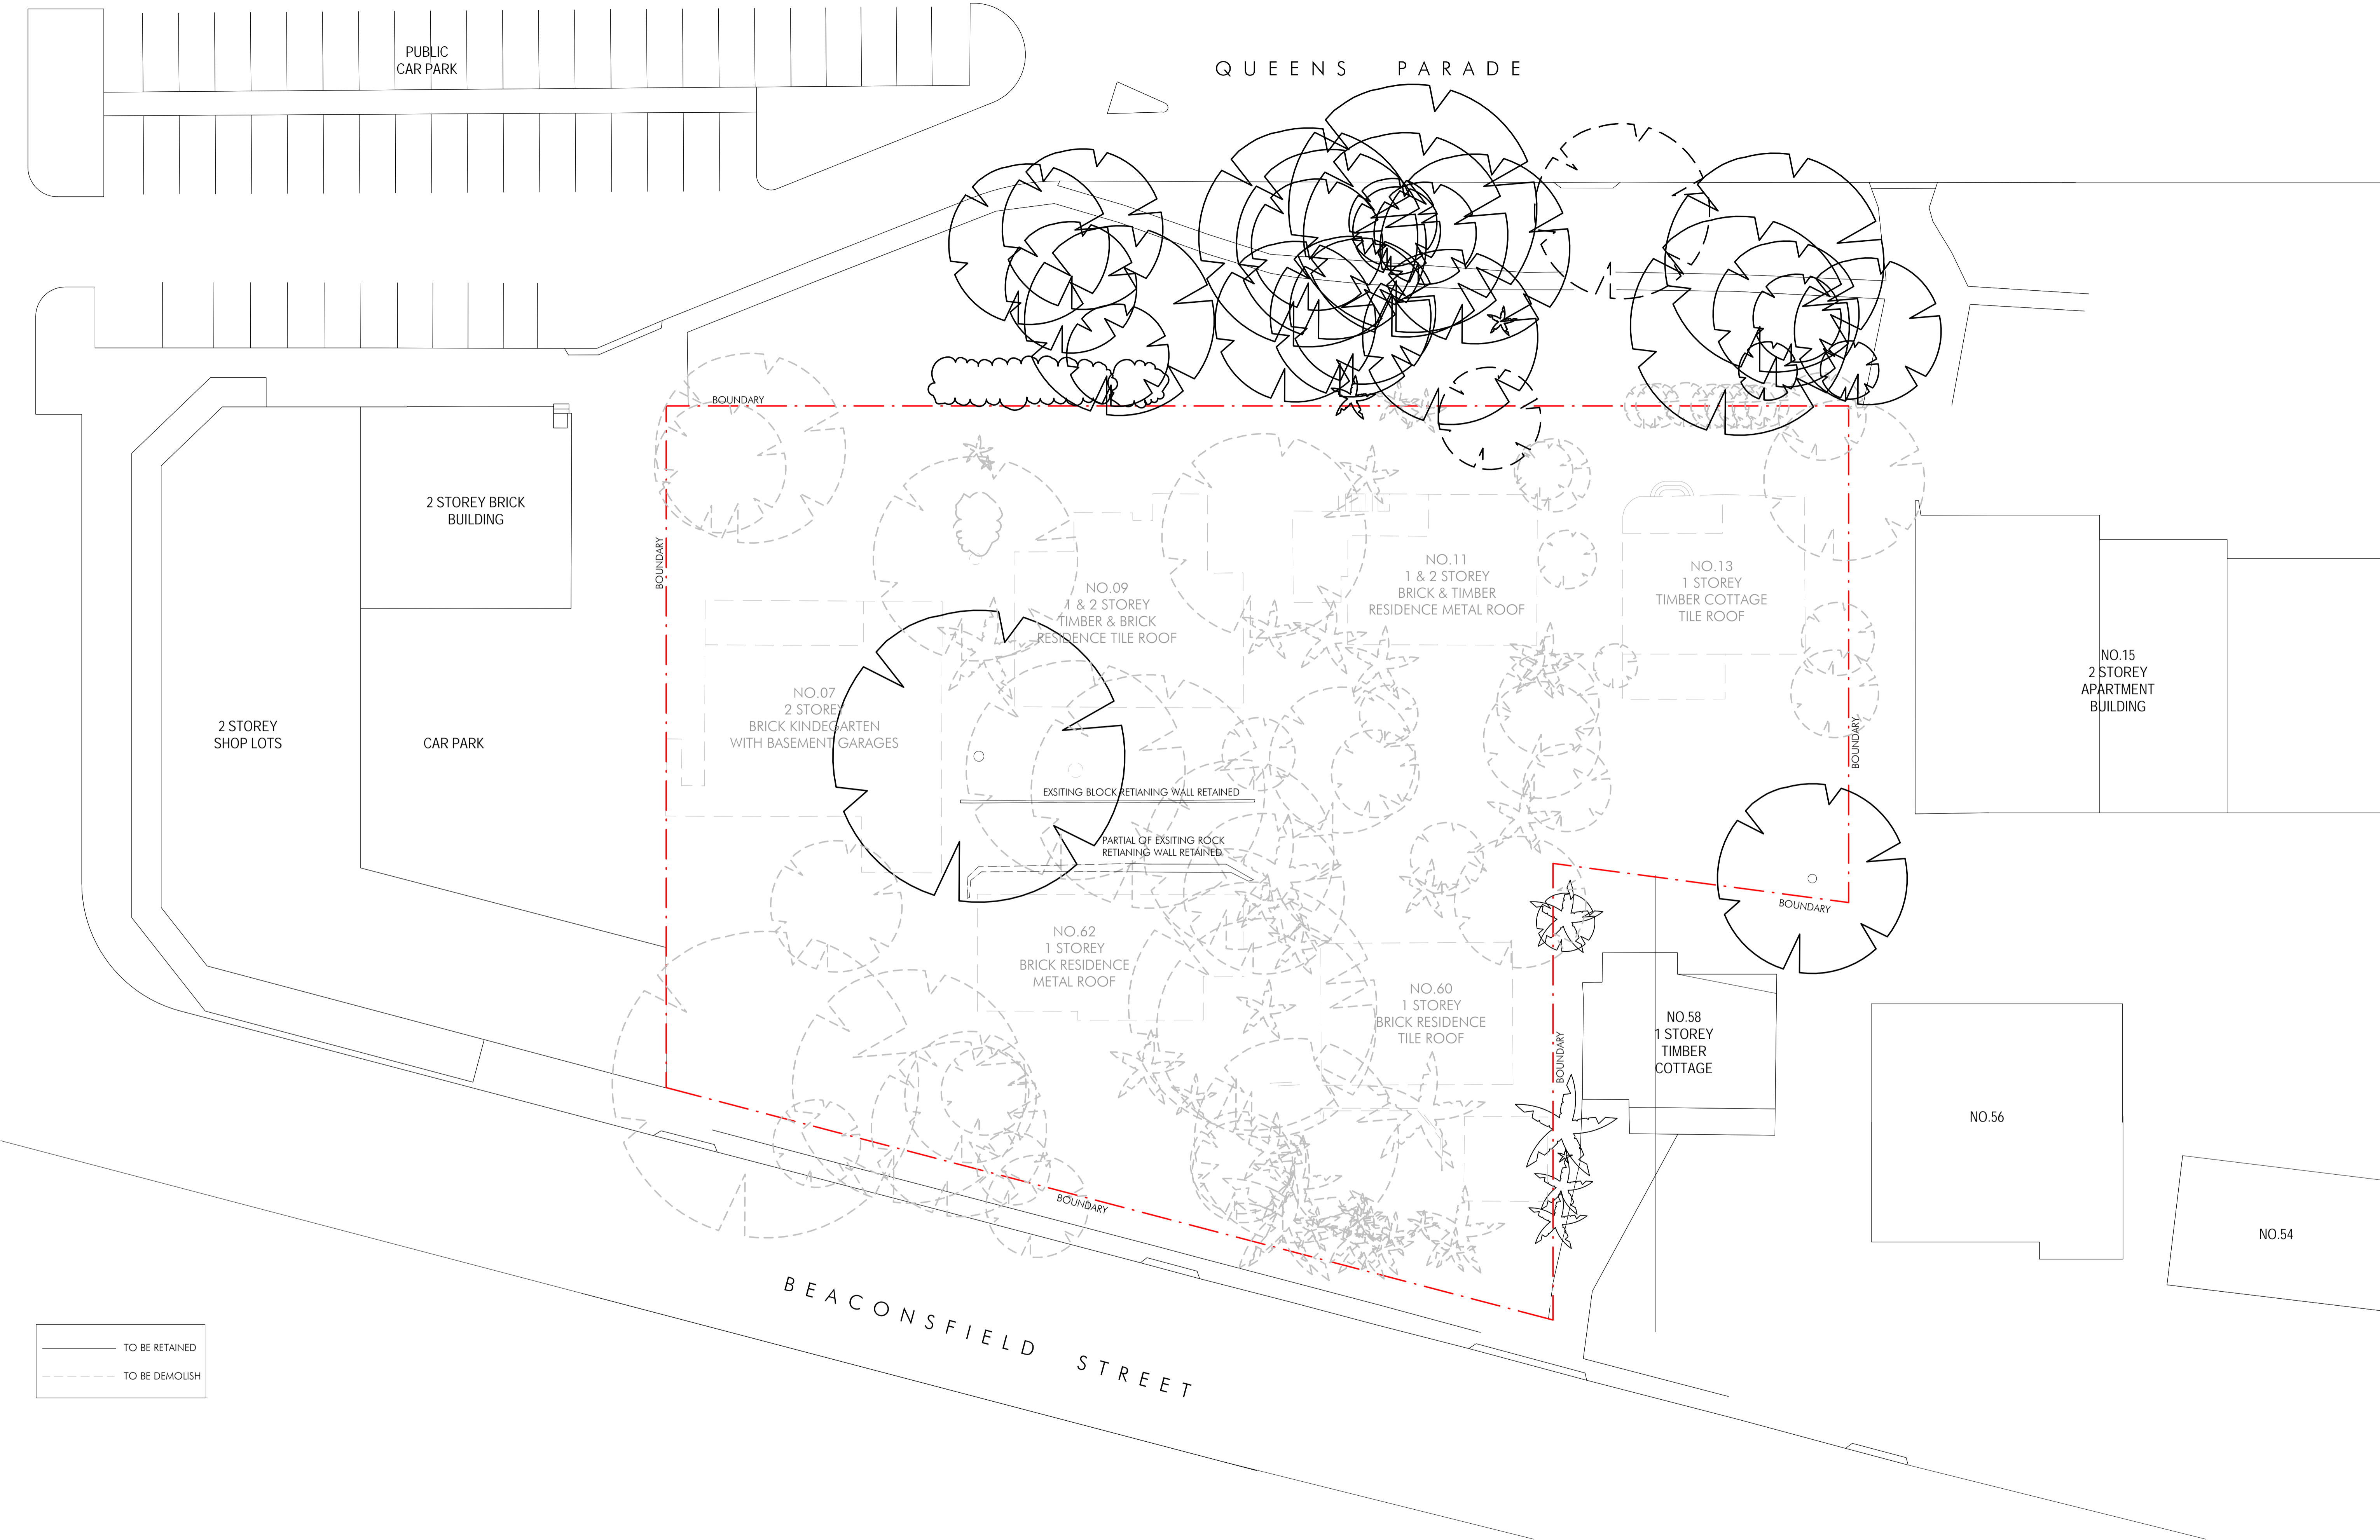 PUBLIC
CAR PARK
QUEENS PARADE
BOUNDARY
2 STOREY BRICK
BUILDING
BOUNDARY
NO.09
1 & 2 STOREY
TIMBER & BRICK
RESIDENCE TILE ROOF
NO.11
1 & 2 STOREY
BRICK & TIMBER
RESIDENCE METAL ROOF
NO.13
1 STOREY
TIMBER COTTAGE
TILE ROOF
NO.15
2 STOREY
APARTMENT
BUILDING
NO.07
2 STOREY
BRICK KINDEGARTEN
WITH BASEMENT GARAGES
2 STOREY
SHOP LOTS
CAR PARK
BOUNDARY
EXSITING BLOCK RETIANING WALL RETAINED
PARTIAL OF EXSITING ROCK
RETIANING WALL RETAINED
BOUNDARY
NO.62
1 STOREY
BRICK RESIDENCE
METAL ROOF
NO.60
1 STOREY
BRICK RESIDENCE
TILE ROOF
BOUNDARY
NO.58
1 STOREY
TIMBER
COTTAGE
NO.56
NO.54
BOUNDARY
BEACONSFIELD STREET
TO BE RETAINED
TO BE DEMOLISH